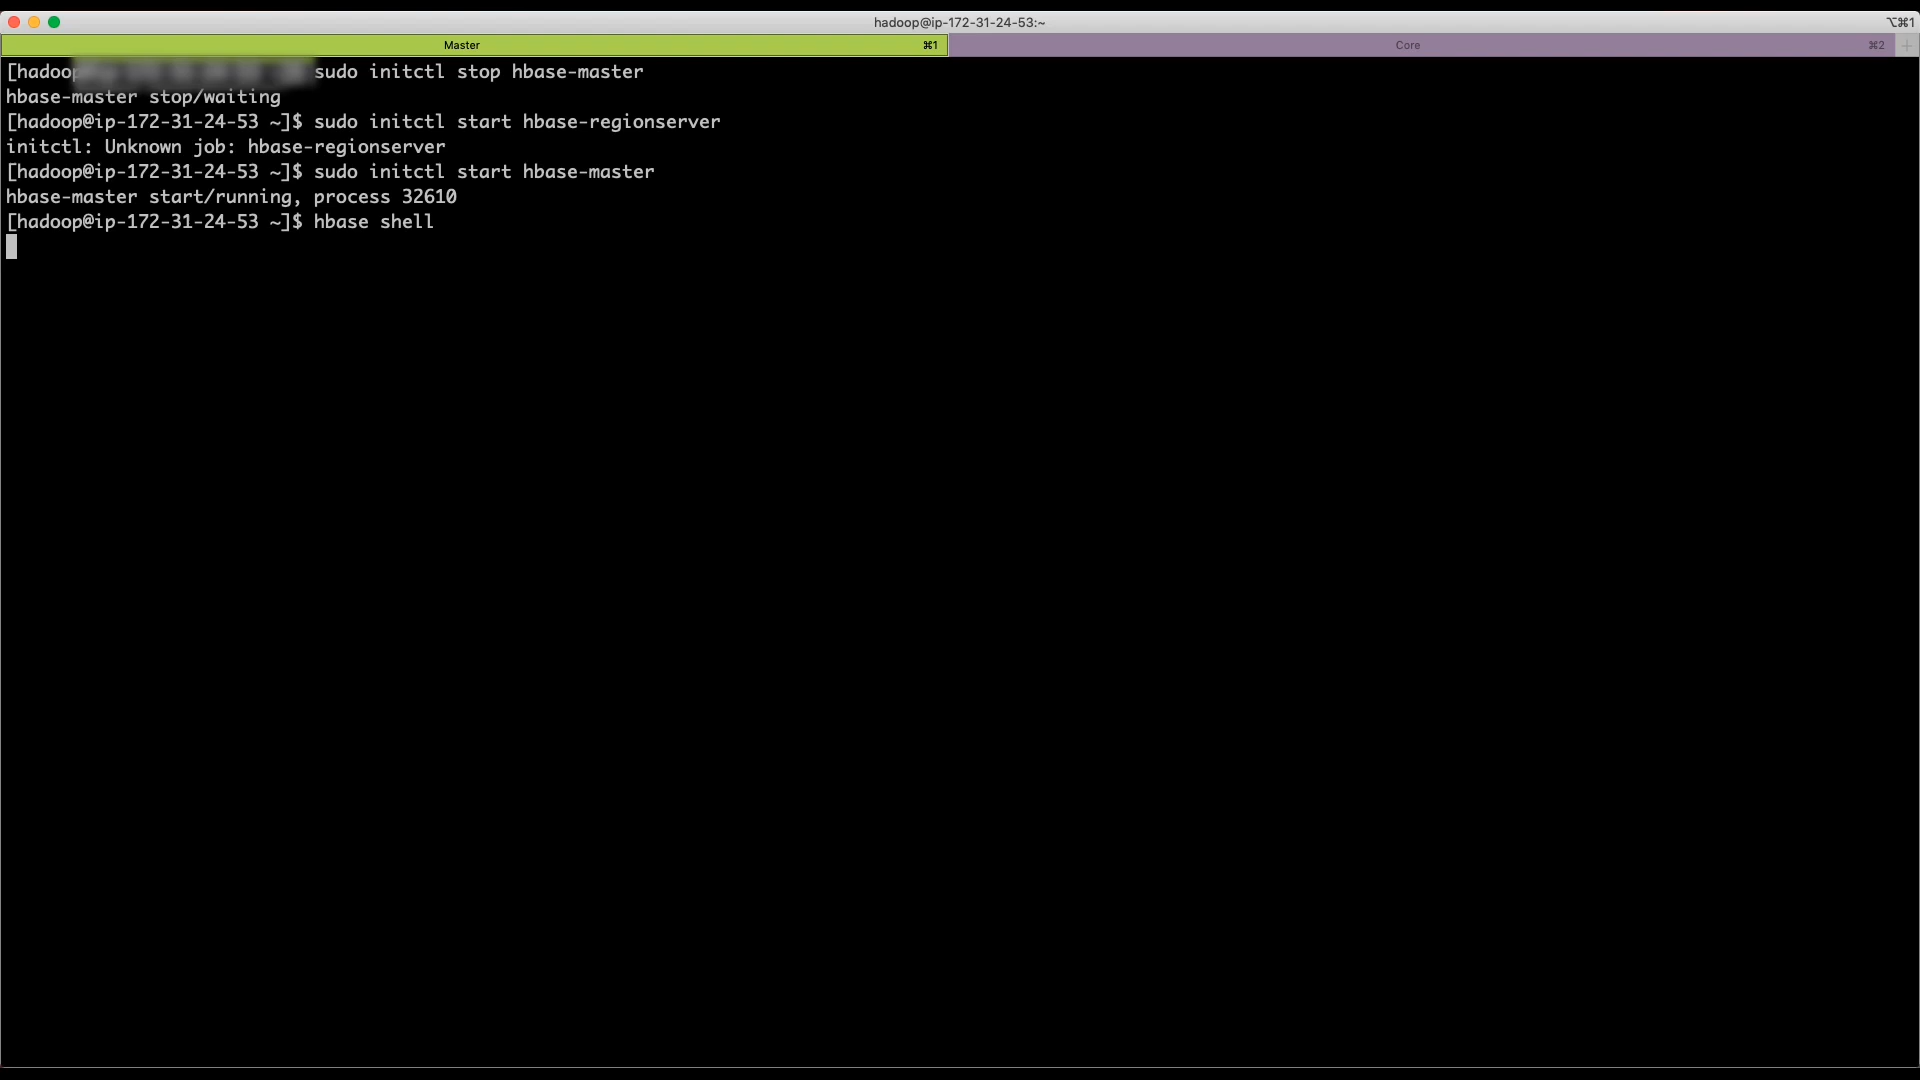 hadoop@ip-172-31-24-53:~
⌥⌘1
Master ⌘1
Core ⌘2
+
[hadoop sudo initctl stop hbase-master
hbase-master stop/waiting
[hadoop@ip-172-31-24-53 ~]$ sudo initctl start hbase-regionserver
initctl: Unknown job: hbase-regionserver
[hadoop@ip-172-31-24-53 ~]$ sudo initctl start hbase-master
hbase-master start/running, process 32610
[hadoop@ip-172-31-24-53 ~]$ hbase shell